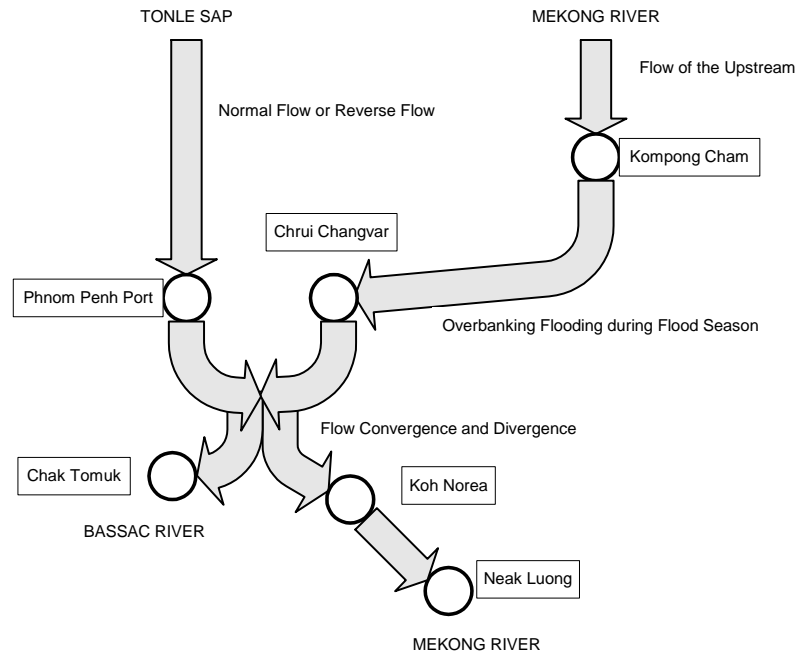 TONLE SAP
MEKONG RIVER
Flow of the Upstream
Normal Flow or Reverse Flow
Kompong Cham
Chrui Changvar
Phnom Penh Port
Overbanking Flooding during Flood Season
Flow Convergence and Divergence
Chak Tomuk
Koh Norea
BASSAC RIVER
Neak Luong
MEKONG RIVER